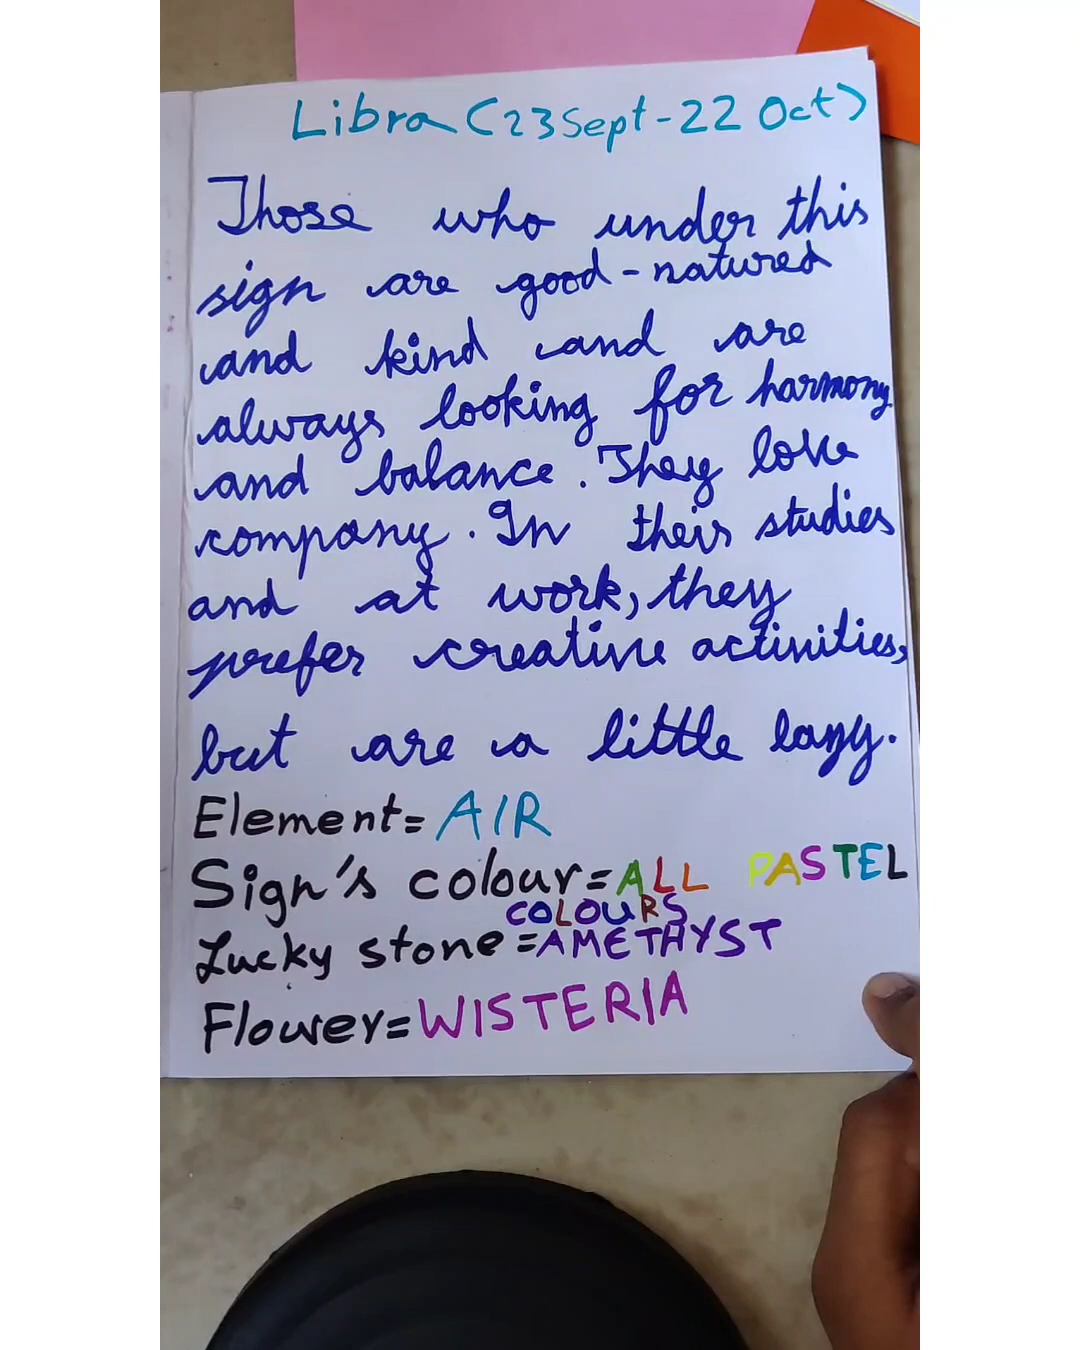 Libra (23 Sept - 22 Oct)
Those who under this
sign are good-natured
and kind and are
always looking for harmony
and balance. They love
company. In their studies
and at work, they
prefer creative activities,
but are a little lazy.
Element= AIR
Sign's colour= ALL PASTEL
COLOURS
Lucky stone = AMETHYST
Flower= WISTERIA